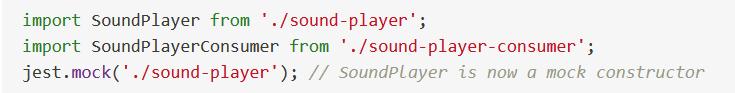 import SoundPlayer from './sound-player';
import SoundPlayerConsumer from './sound-player-consumer';
jest.mock('./sound-player'); // SoundPlayer is now a mock constructor